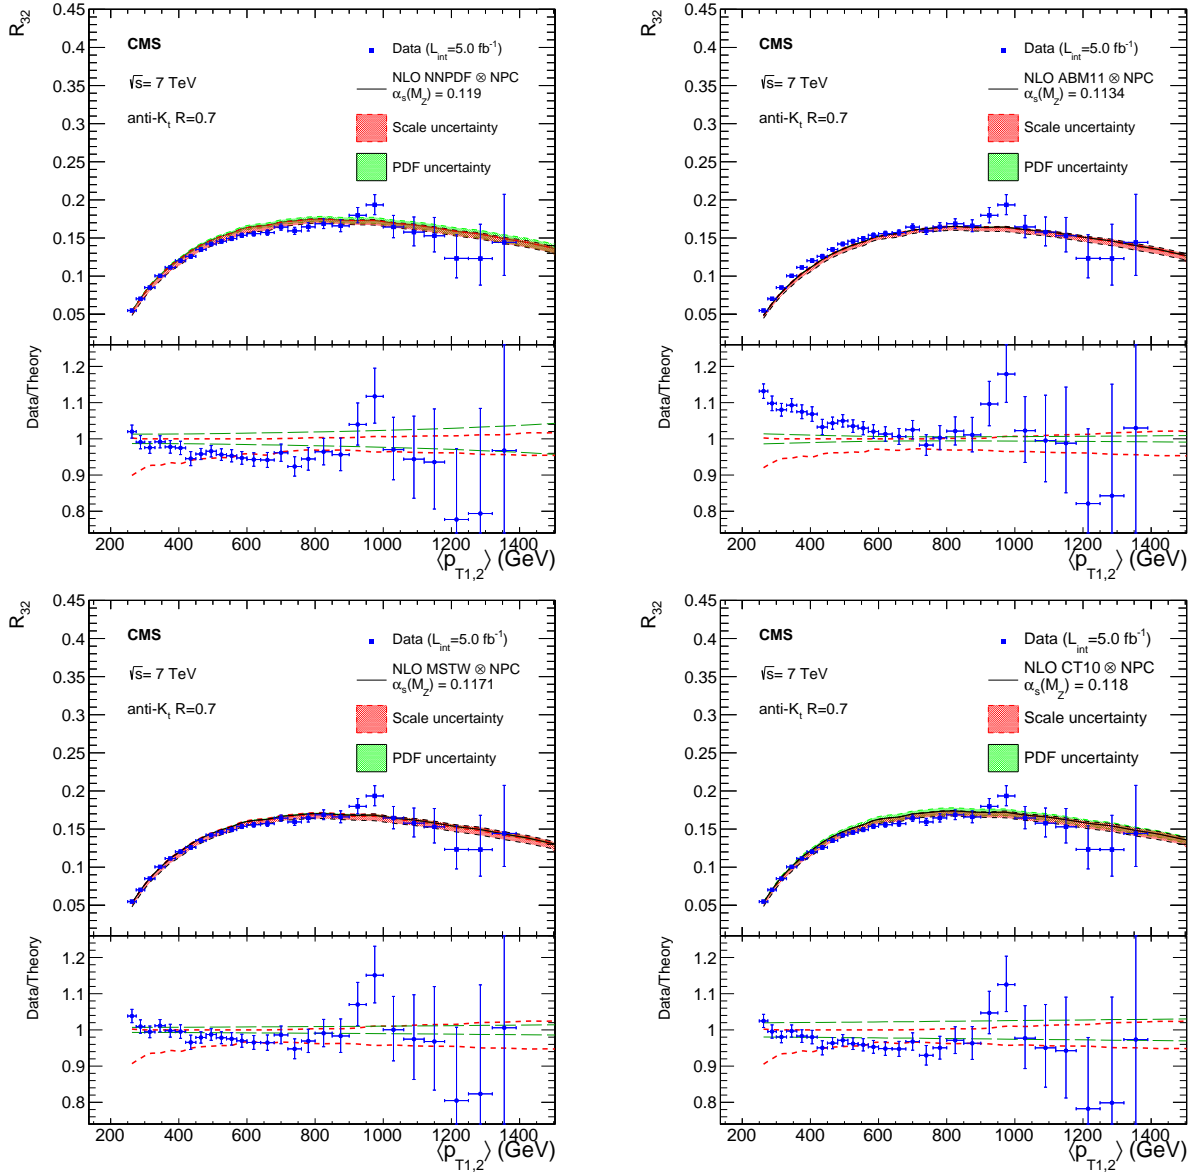 R32
0.45
0.4
0.35
0.3
0.25
0.2
0.15
0.1
0.05
CMS
√s= 7 TeV
anti-Kt R=0.7
Data (Lint=5.0 fb-1)
NLO NNPDF ⊗ NPC
αs(MZ) = 0.119
Scale uncertainty
PDF uncertainty
Data/Theory
1.2
1.1
1
0.9
0.8
200 400 600 800 1000 1200 1400
⟨pT1,2⟩ (GeV)
R32
0.45
0.4
0.35
0.3
0.25
0.2
0.15
0.1
0.05
CMS
√s= 7 TeV
anti-Kt R=0.7
Data (Lint=5.0 fb-1)
NLO ABM11 ⊗ NPC
αs(MZ) = 0.1134
Scale uncertainty
PDF uncertainty
Data/Theory
1.2
1.1
1
0.9
0.8
200 400 600 800 1000 1200 1400
⟨pT1,2⟩ (GeV)
R32
0.45
0.4
0.35
0.3
0.25
0.2
0.15
0.1
0.05
CMS
√s= 7 TeV
anti-Kt R=0.7
Data (Lint=5.0 fb-1)
NLO MSTW ⊗ NPC
αs(MZ) = 0.1171
Scale uncertainty
PDF uncertainty
Data/Theory
1.2
1.1
1
0.9
0.8
200 400 600 800 1000 1200 1400
⟨pT1,2⟩ (GeV)
R32
0.45
0.4
0.35
0.3
0.25
0.2
0.15
0.1
0.05
CMS
√s= 7 TeV
anti-Kt R=0.7
Data (Lint=5.0 fb-1)
NLO CT10 ⊗ NPC
αs(MZ) = 0.118
Scale uncertainty
PDF uncertainty
Data/Theory
1.2
1.1
1
0.9
0.8
200 400 600 800 1000 1200 1400
⟨pT1,2⟩ (GeV)